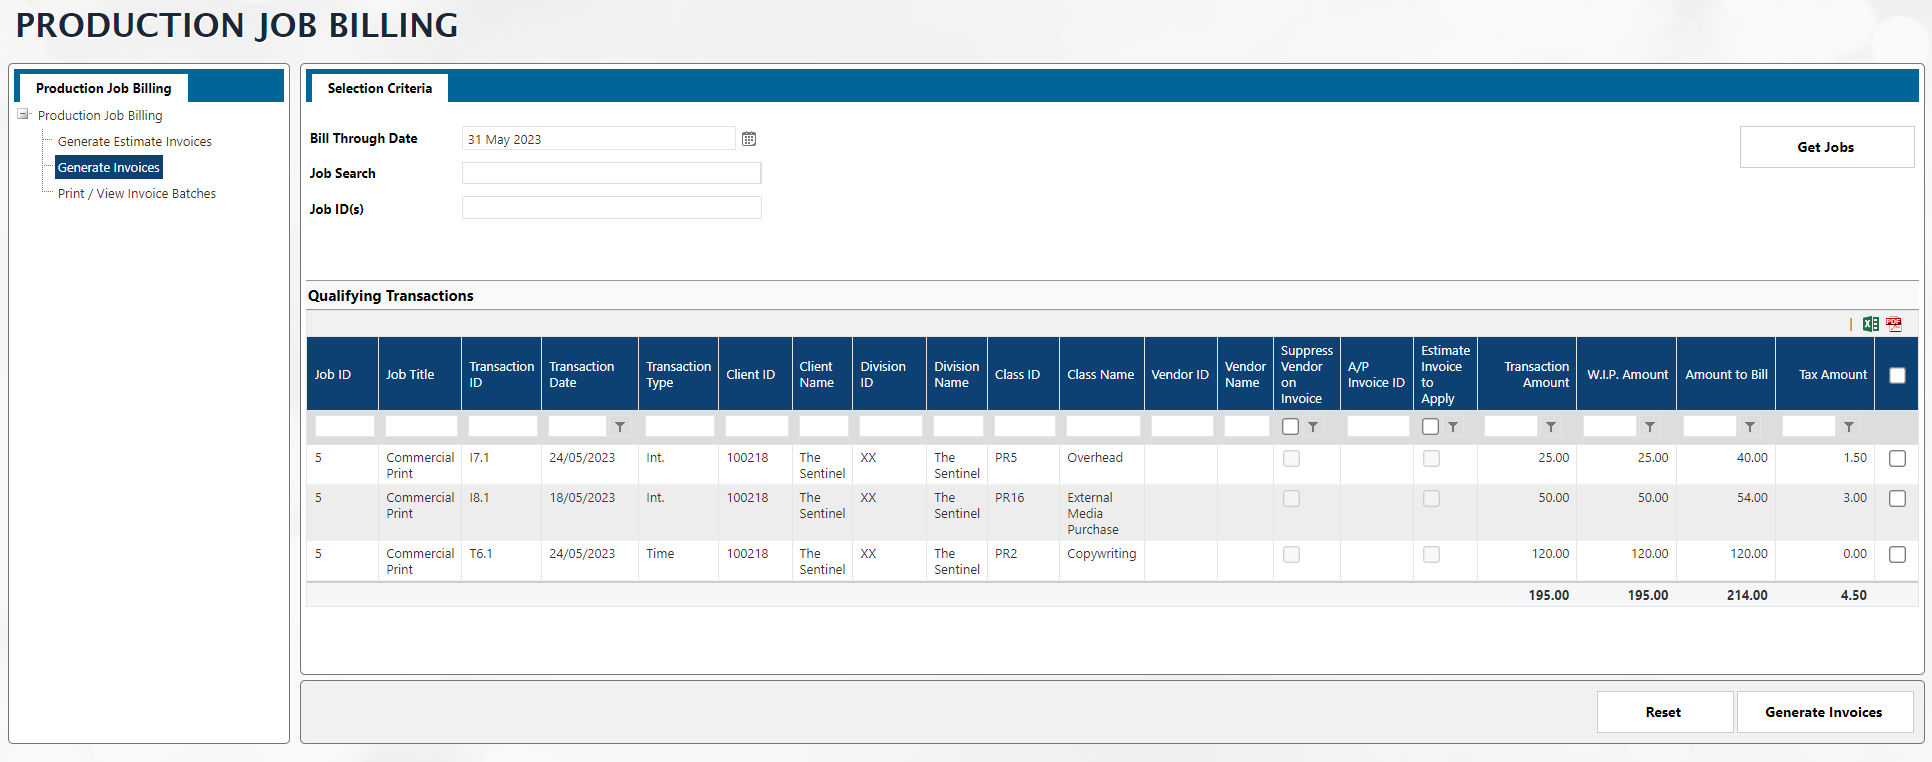 PRODUCTION JOB BILLING
Production Job Billing
Production Job Billing
Generate Estimate Invoices
Generate Invoices
Print / View Invoice Batches
Selection Criteria
Bill Through Date 31 May 2023
Get Jobs
Job Search
Job ID(s)
Qualifying Transactions
PDF
Job ID Job Title Transaction ID Transaction Date Transaction Type Client ID Client Name Division ID Division Name Class ID Class Name Vendor ID Vendor Name Suppress Vendor on Invoice A/P Invoice ID Estimate Invoice to Apply Transaction Amount W.I.P. Amount Amount to Bill Tax Amount
5 Commercial Print I7.1 24/05/2023 Int. 100218 The Sentinel XX The Sentinel PR5 Overhead 25.00 25.00 40.00 1.50
5 Commercial Print I8.1 18/05/2023 Int. 100218 The Sentinel XX The Sentinel PR16 External Media Purchase 50.00 50.00 54.00 3.00
5 Commercial Print T6.1 24/05/2023 Time 100218 The Sentinel XX The Sentinel PR2 Copywriting 120.00 120.00 120.00 0.00
195.00 195.00 214.00 4.50
Reset Generate Invoices